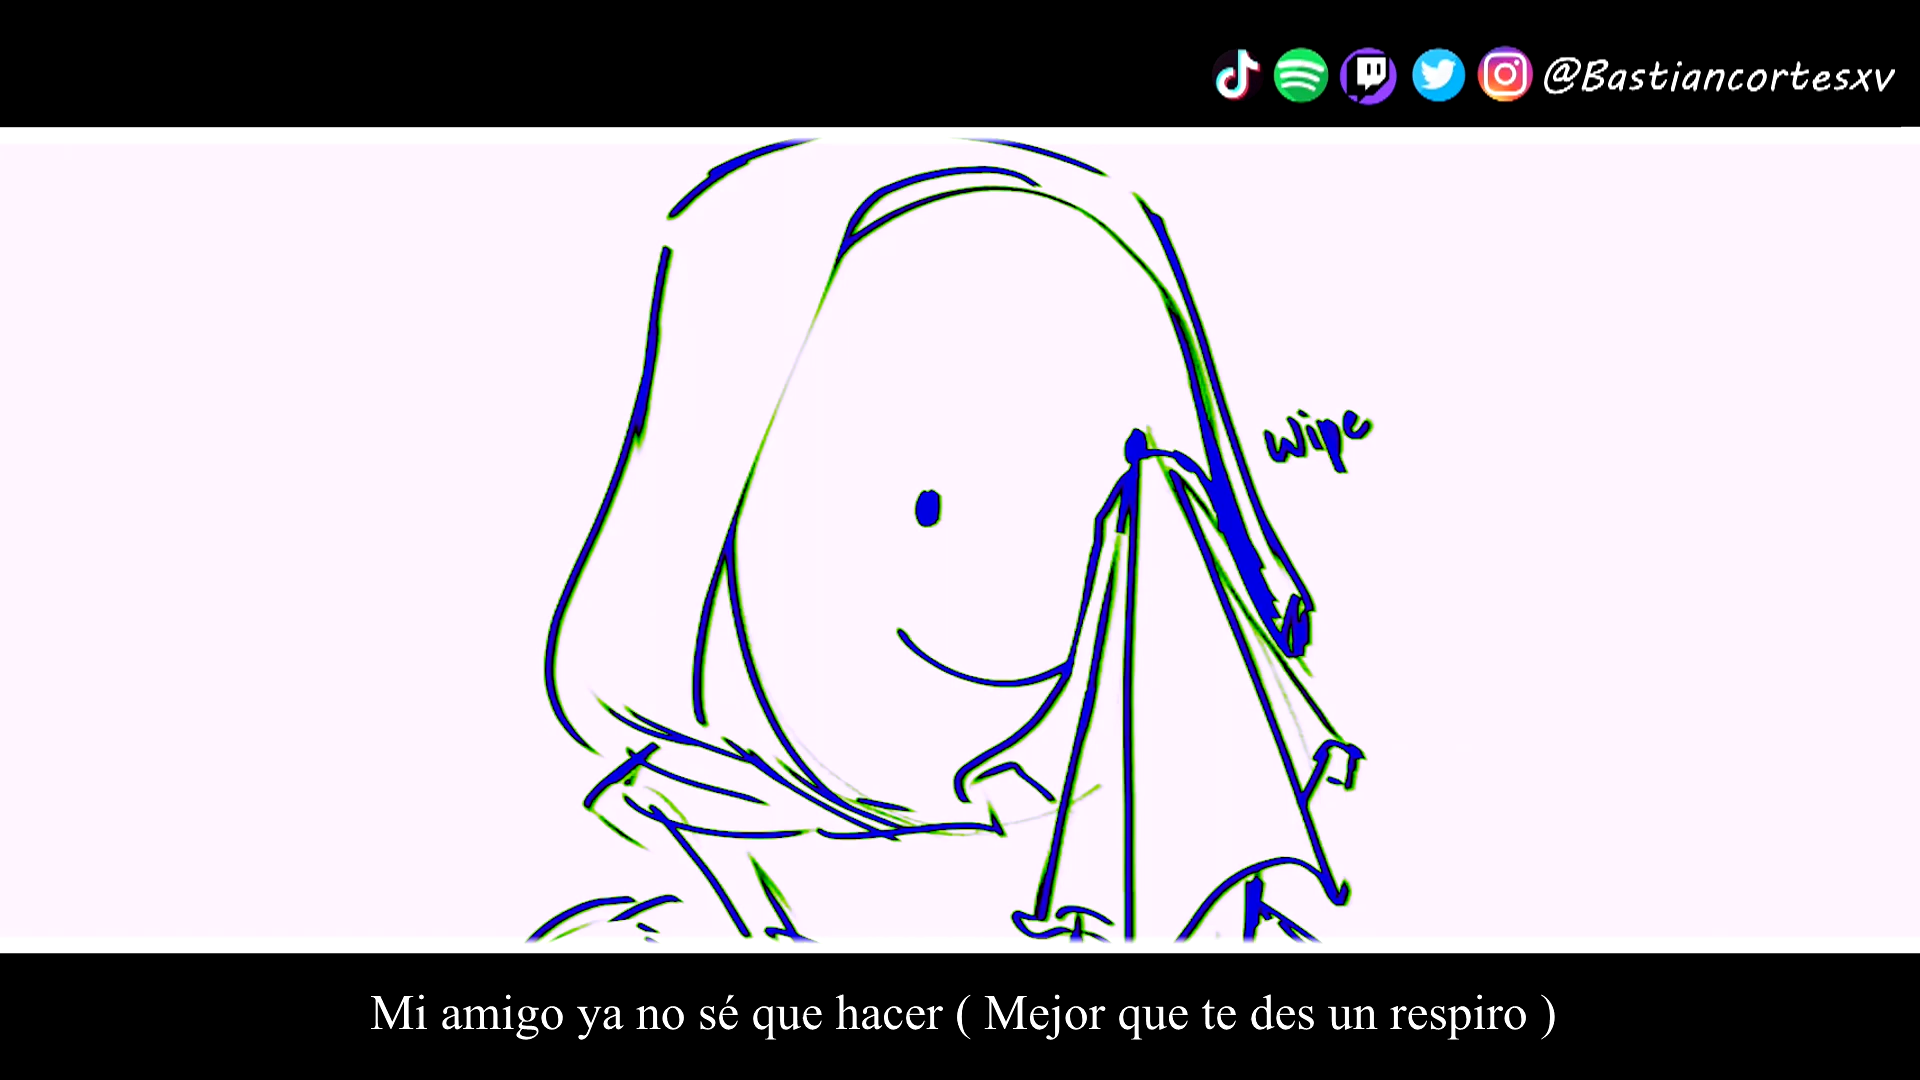 @Bastiancortesxv
wipe
Mi amigo ya no sé que hacer ( Mejor que te des un respiro )